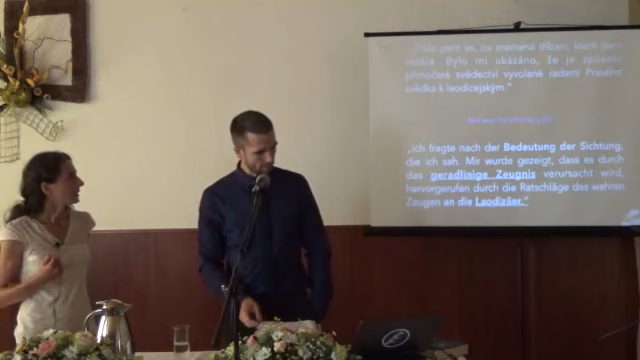 „Ptala jsem se, co znamená tříbení, které jsem
viděla. Bylo mi ukázáno, že je způsobí
přímočaré svědectví vyvolané radami Pravého
svědka k laodicejským.“
„Ich fragte nach der Bedeutung der Sichtung,
die ich sah. Mir wurde gezeigt, dass es durch
das geradlinige Zeugnis verursacht wird,
hervorgerufen durch die Ratschläge des wahren
Zeugen an die Laodizäer.“